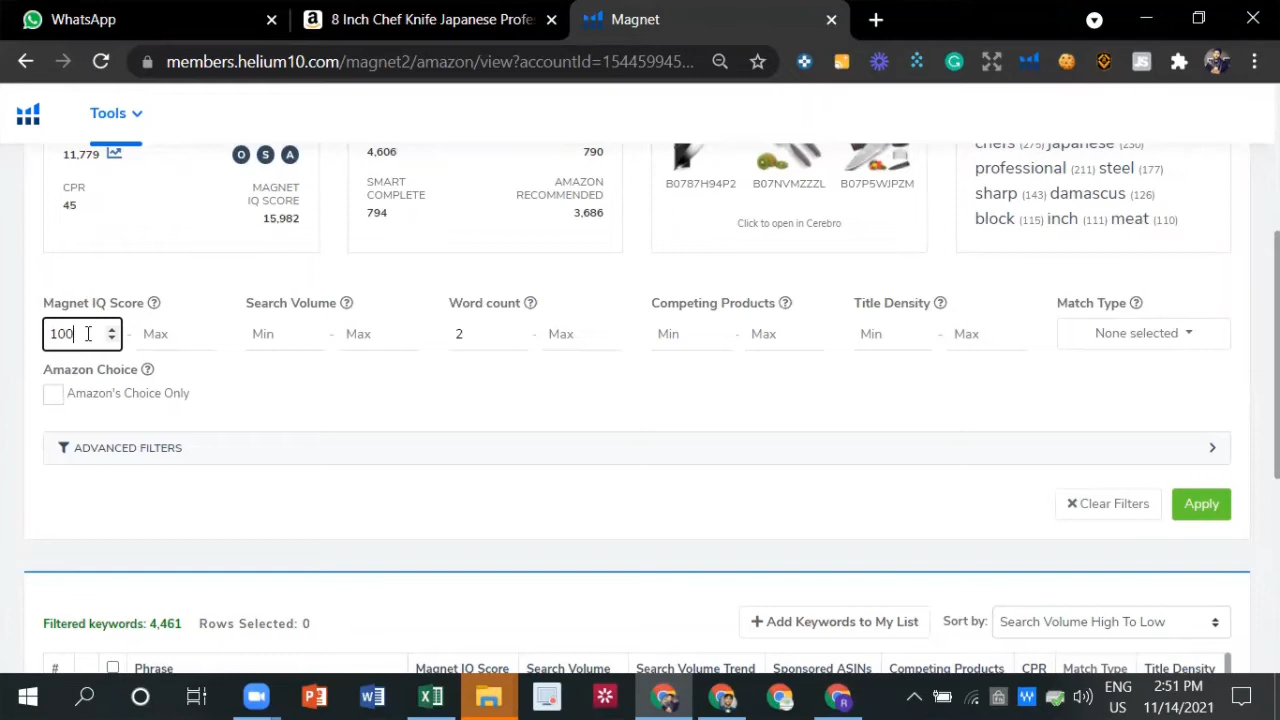 WhatsApp
8 Inch Chef Knife Japanese Profe
Magnet
members.helium10.com/magnet2/amazon/view?accountId=154459945...
Tools
11,779
O S A
CPR
45
MAGNET
IQ SCORE
15,982
4,606
790
SMART
COMPLETE
794
AMAZON
RECOMMENDED
3,686
B0787H94P2 B07NVMZZZL B07P5WJPZM
Click to open in Cerebro
chefs (275) japanese (230)
professional (211) steel (177)
sharp (143) damascus (126)
block (115) inch (111) meat (110)
Magnet IQ Score Search Volume Word count Competing Products Title Density Match Type
100 - Max Min - Max 2 - Max Min - Max Min - Max None selected
Amazon Choice
Amazon's Choice Only
ADVANCED FILTERS
Clear Filters Apply
Filtered keywords: 4,461 Rows Selected: 0 + Add Keywords to My List Sort by: Search Volume High To Low
# Phrase Magnet IQ Score Search Volume Search Volume Trend Sponsored ASINs Competing Products CPR Match Type Title Density
ENG
US
2:51 PM
11/14/2021